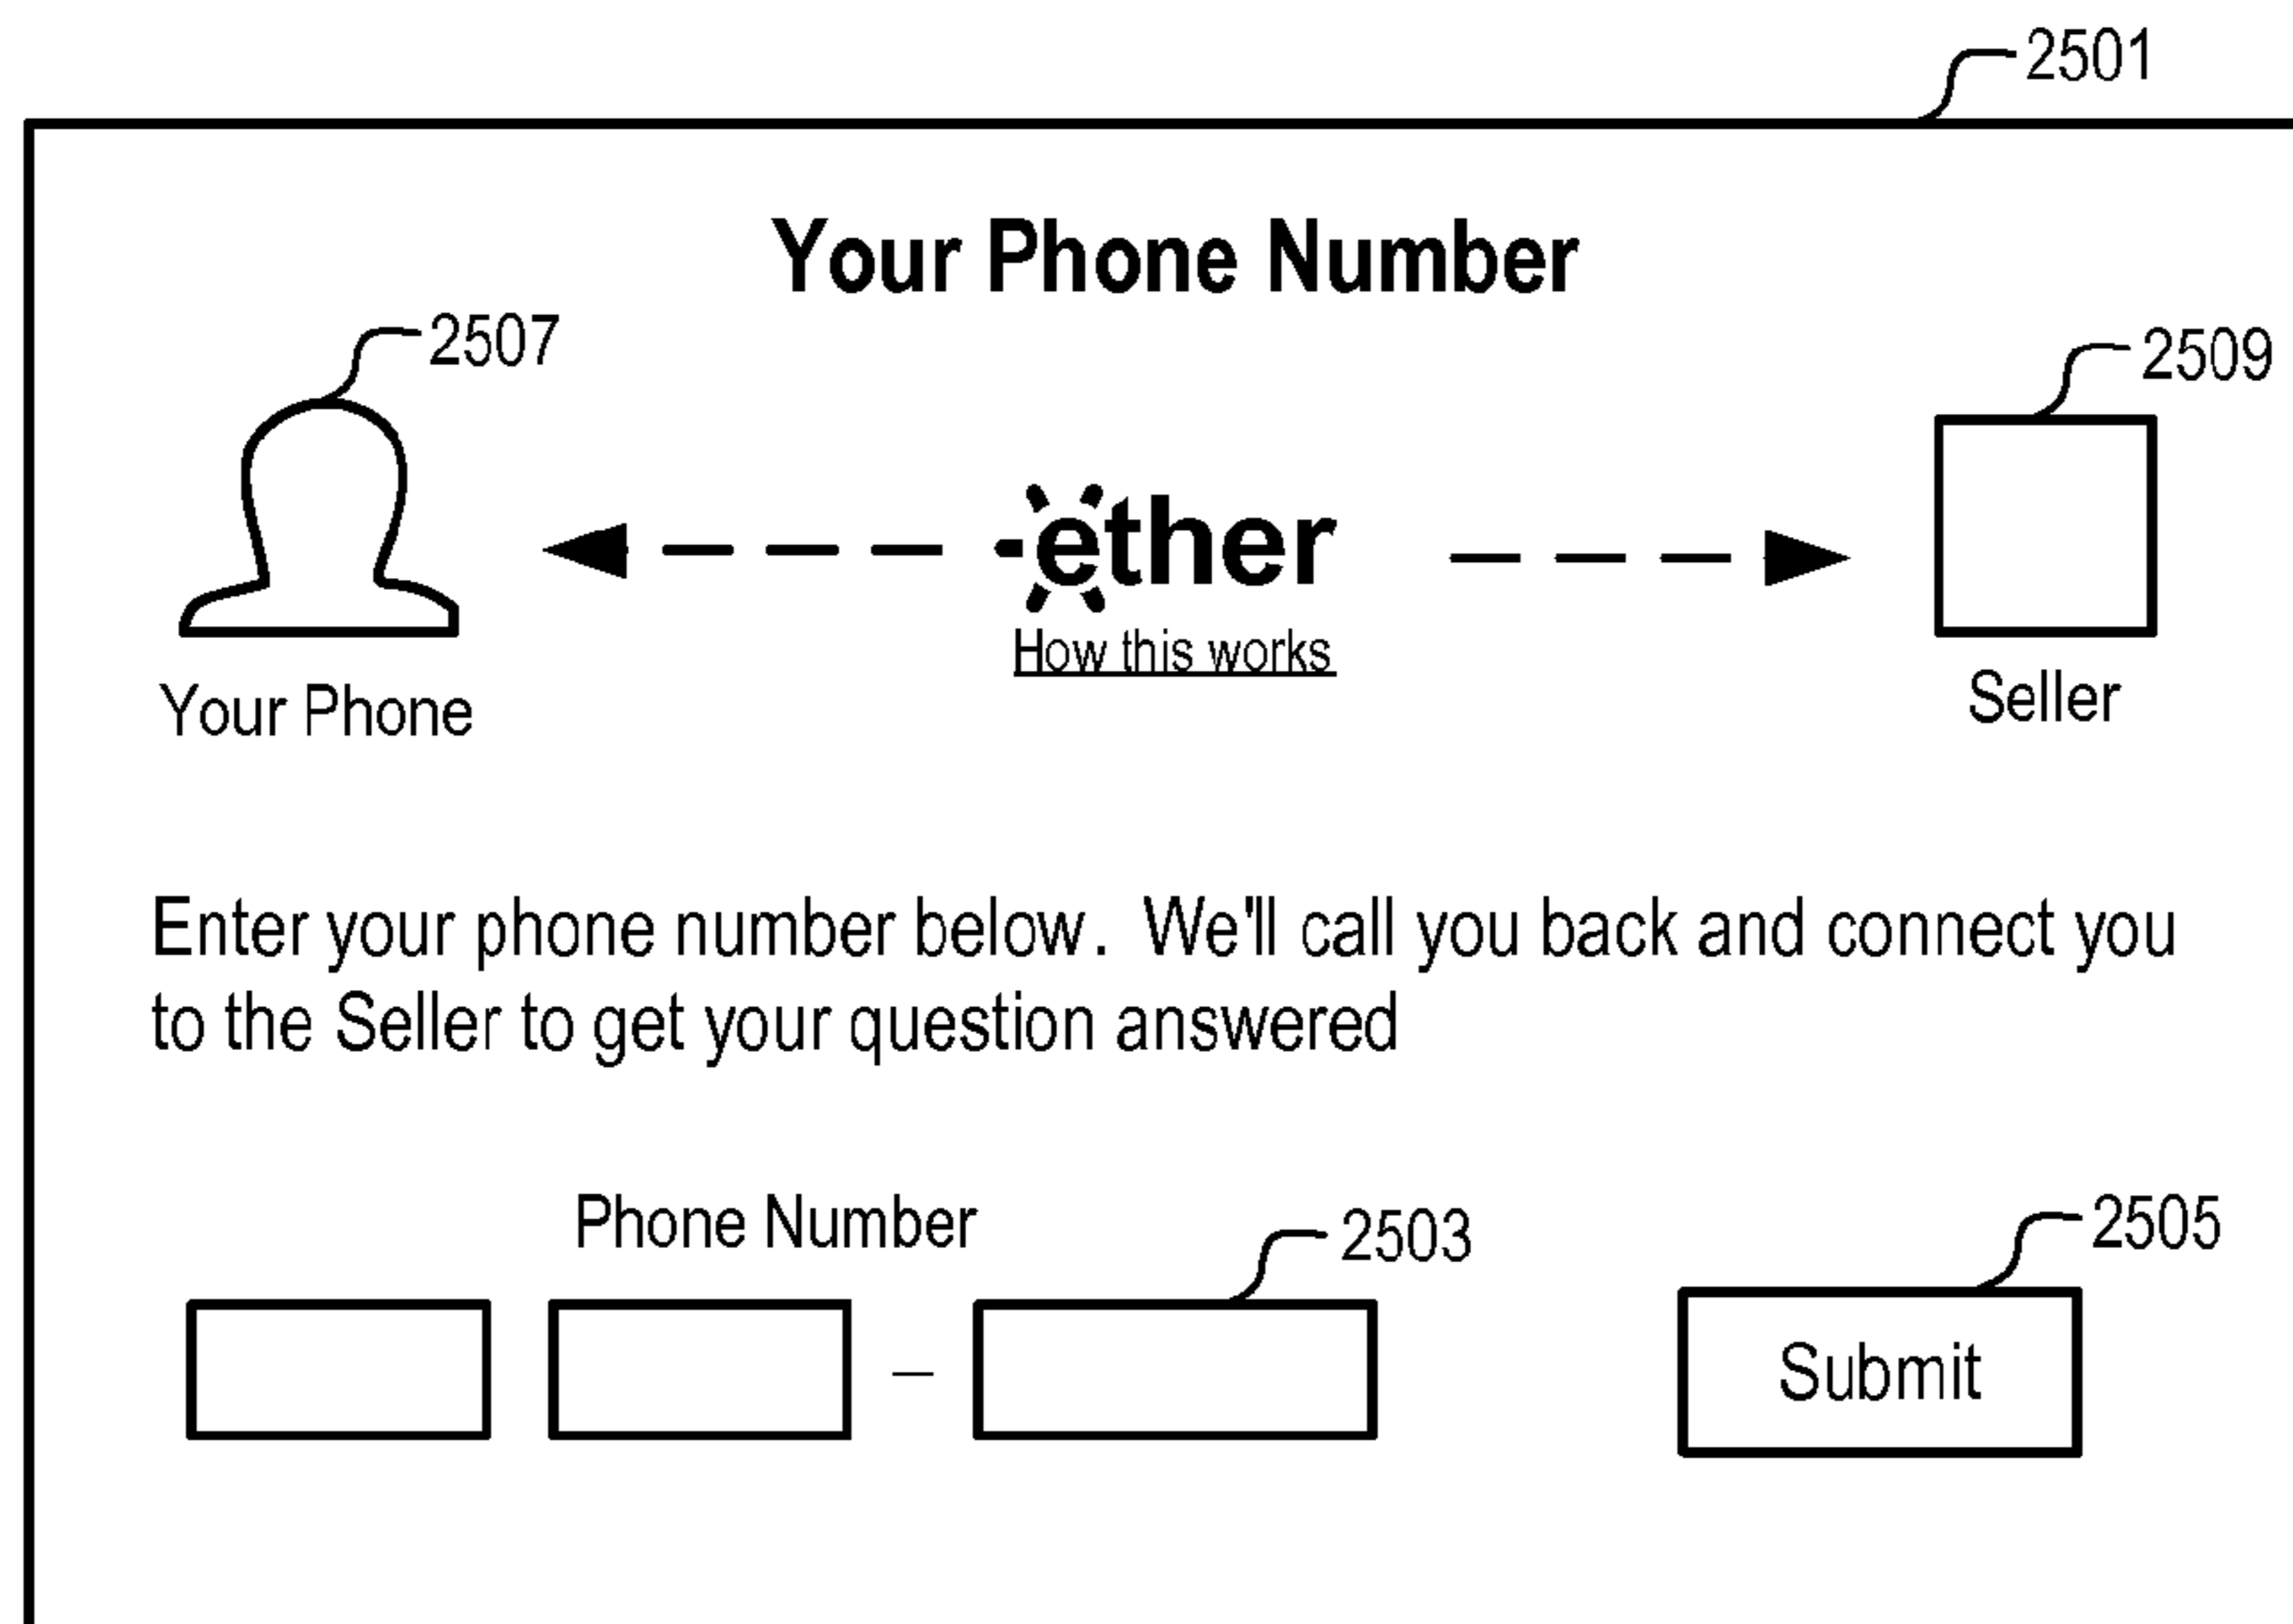 2501
Your Phone Number
2507
2509
ether
How this works
Your Phone
Seller
Enter your phone number below. We'll call you back and connect you
to the Seller to get your question answered
Phone Number
2503
2505
–
Submit